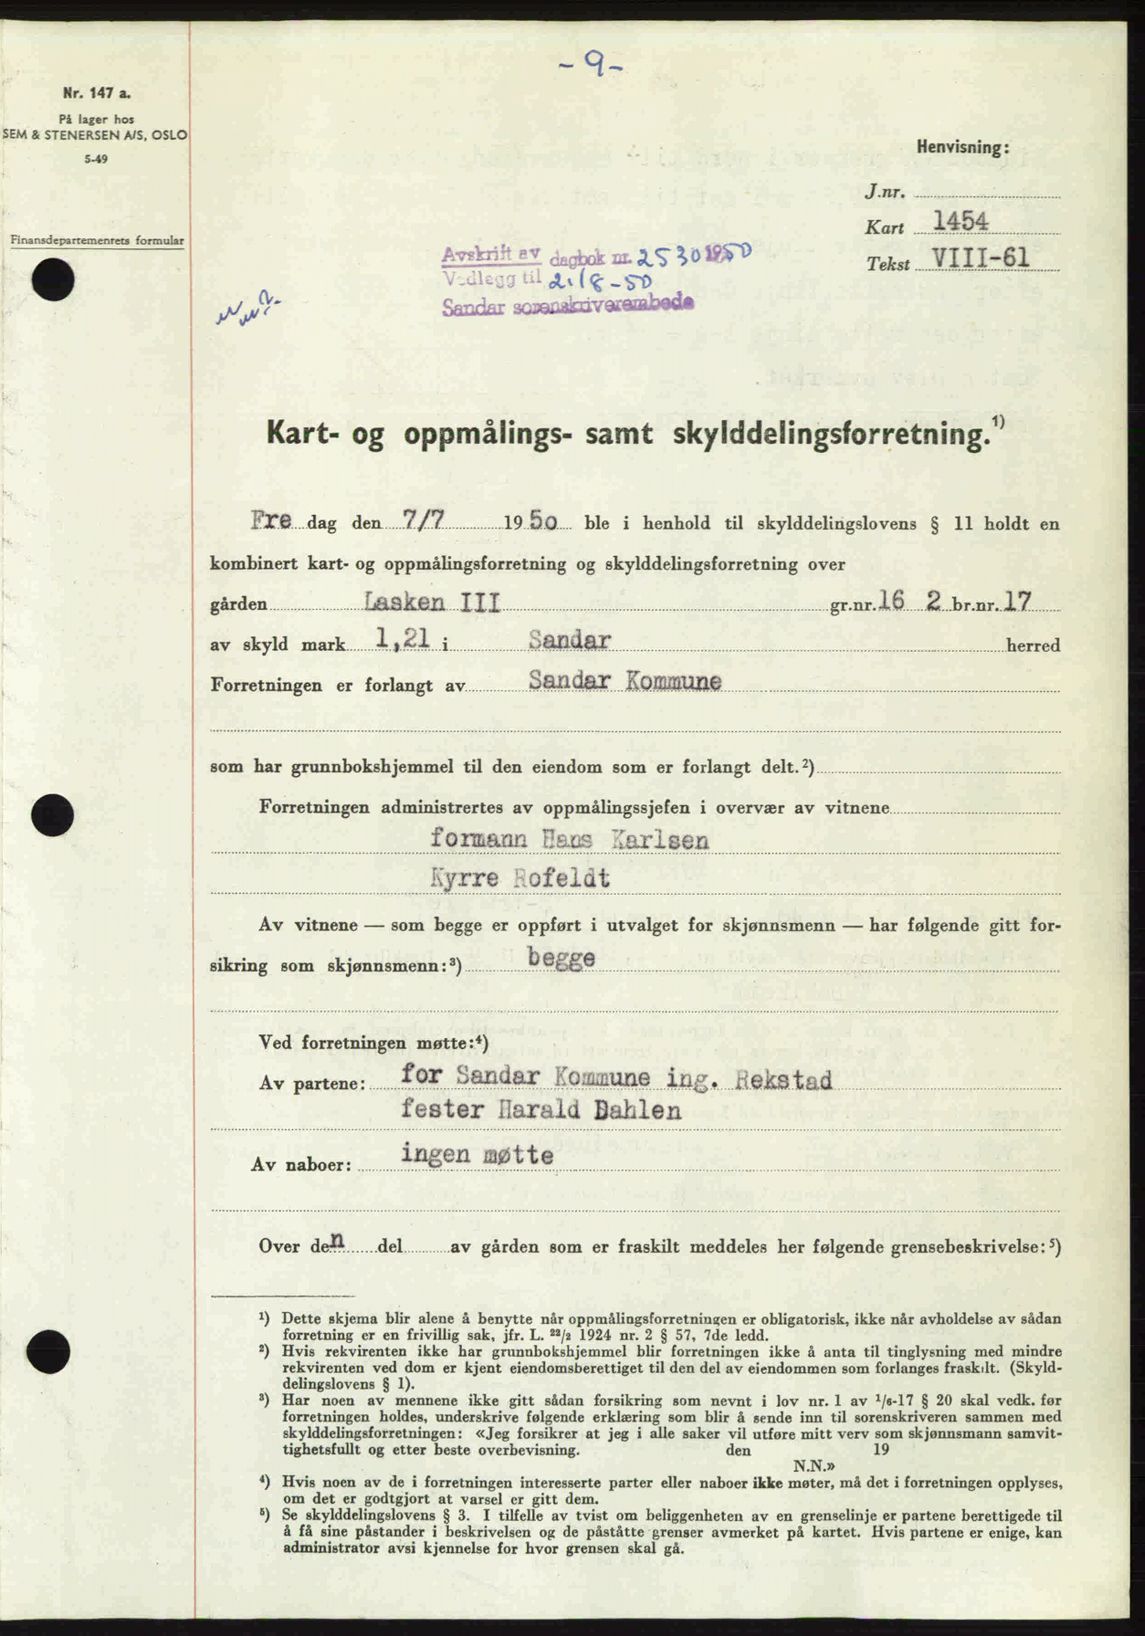 - 9 -
Nr. 147 a.
På lager hos
SEM & STENERSEN A/S, OSLO
5-49
Finansdepartementets formular
Henvisning:
J.nr.
Kart 1454
Tekst VIII-61
Avskrift av dagbok nr. 2530 1950
Vedlegg til 21/8-50
Sandar sorenskriverembede
Kart- og oppmålings- samt skylddelingsforretning.¹)
Fre dag den 7/7 1950 ble i henhold til skylddelingslovens § 11 holdt en
kombinert kart- og oppmålingsforretning og skylddelingsforretning over
gården Lasken III gr.nr. 16 2 br.nr. 17
av skyld mark 1,21 i Sandar herred
Forretningen er forlangt av Sandar Kommune
som har grunnbokshjemmel til den eiendom som er forlangt delt.²)
Forretningen administrertes av oppmålingssjefen i overvær av vitnene
formann Hans Karlsen
Kyrre Rofeldt
Av vitnene — som begge er oppført i utvalget for skjønnsmenn — har følgende gitt for-
sikring som skjønnsmenn:³) begge
Ved forretningen møtte:⁴)
Av partene: for Sandar Kommune ing. Rekstad
fester Harald Dahlen
Av naboer: ingen møtte
Over den del av gården som er fraskilt meddeles her følgende grensebeskrivelse:⁵)
¹) Dette skjema blir alene å benytte når oppmålingsforretningen er obligatorisk, ikke når avholdelse av sådan
forretning er en frivillig sak, jfr. L. ²²/₂ 1924 nr. 2 § 57, 7de ledd.
²) Hvis rekvirenten ikke har grunnbokshjemmel blir forretningen ikke å anta til tinglysning med mindre
rekvirenten ved dom er kjent eiendomsberettiget til den del av eiendommen som forlanges fraskilt. (Skyld-
delingslovens § 1).
³) Har noen av mennene ikke gitt sådan forsikring som nevnt i lov nr. 1 av ¹/₆-17 § 20 skal vedk. før
forretningen holdes, underskrive følgende erklæring som blir å sende inn til sorenskriveren sammen med
skylddelingsforretningen: «Jeg forsikrer at jeg i alle saker vil utføre mitt verv som skjønnsmann samvit-
tighetsfullt og etter beste overbevisning. den 19
N.N.»
⁴) Hvis noen av de i forretningen interesserte parter eller naboer ikke møter, må det i forretningen opplyses,
om det er godtgjort at varsel er gitt dem.
⁵) Se skylddelingslovens § 3. I tilfelle av tvist om beliggenheten av en grenselinje er partene berettigede til
å få sine påstander i beskrivelsen og de påståtte grenser avmerket på kartet. Hvis partene er enige, kan
administrator avsi kjennelse for hvor grensen skal gå.